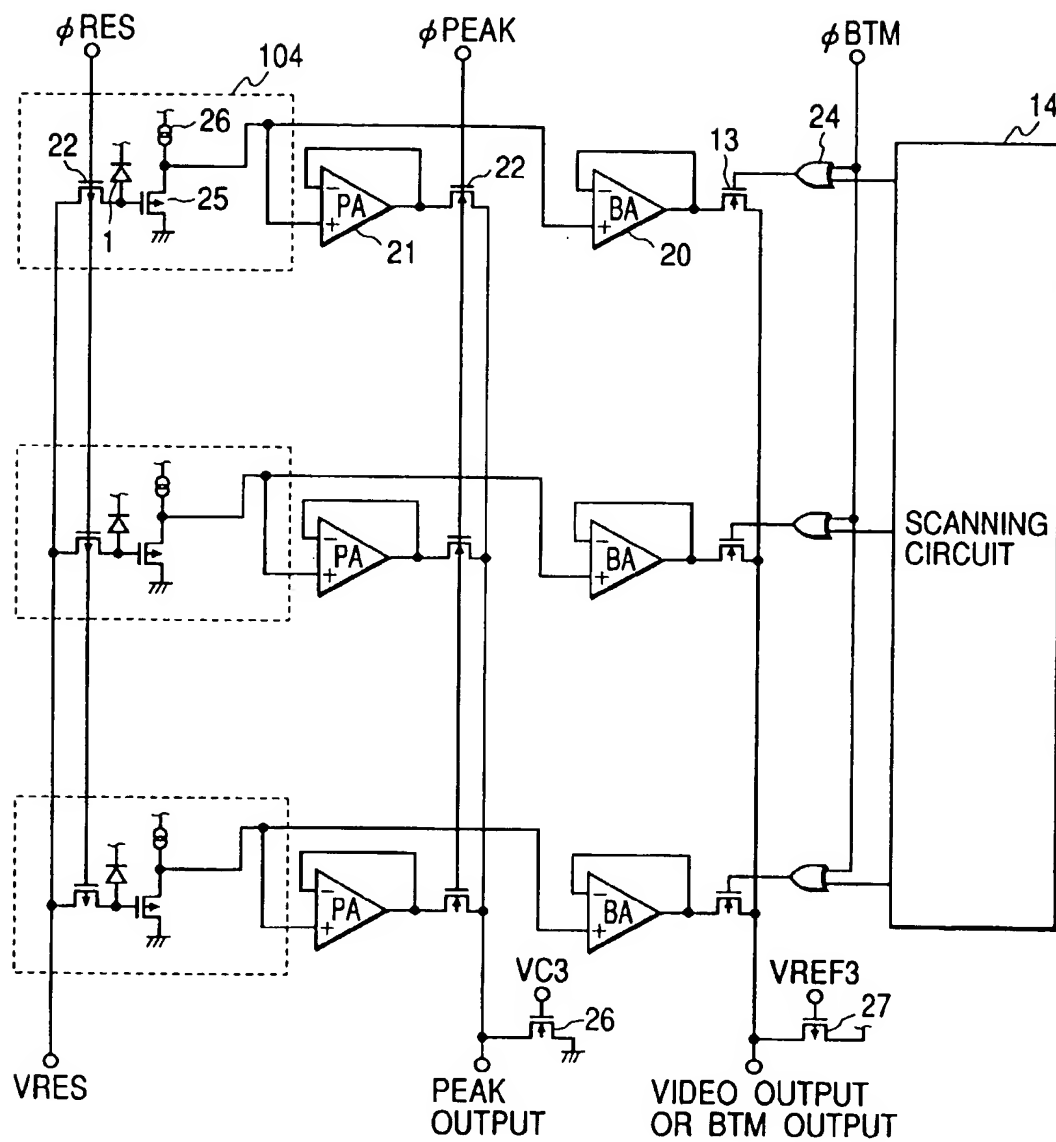 φRES
φPEAK
φBTM
104
14
26
22
25
1
PA
21
22
BA
20
13
24
PA
BA
SCANNING
CIRCUIT
PA
BA
VC3
26
VREF3
27
VRES
PEAK
OUTPUT
VIDEO OUTPUT
OR BTM OUTPUT